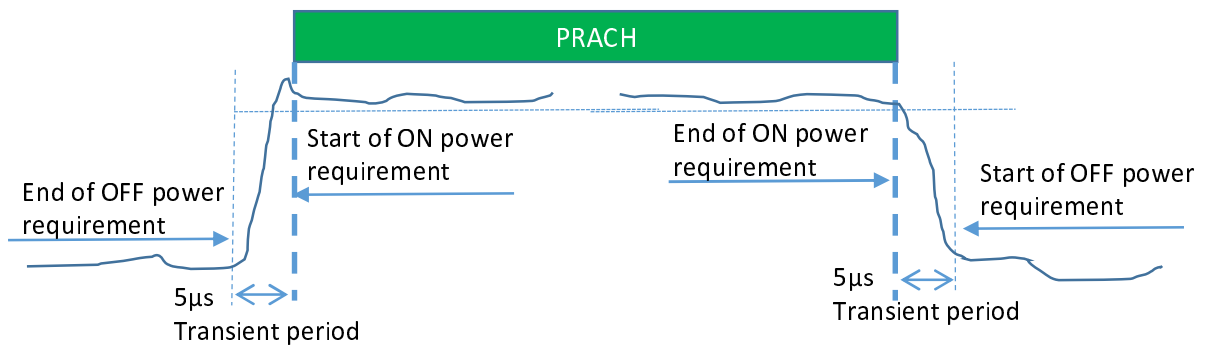 PRACH
Start of ON power
requirement
End of ON power
requirement
End of OFF power
requirement
Start of OFF power
requirement
5µs
Transient period
5µs
Transient period